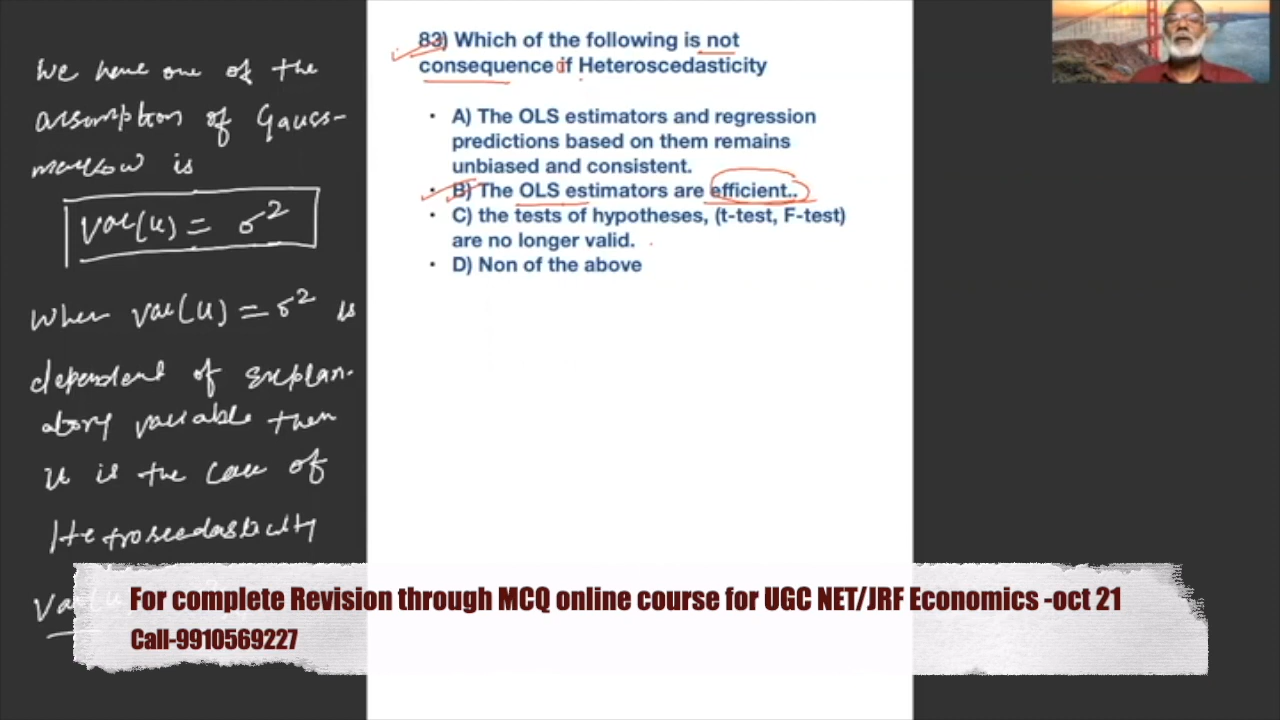 We have one of the
assumption of Gauss-
markow is
var(u) = σ²
When var(u) = σ² is
dependent of explan-
atory variable then
it is the case of
Hetroscedasticity
83) Which of the following is not
consequence if Heteroscedasticity
• A) The OLS estimators and regression
predictions based on them remains
unbiased and consistent.
• B) The OLS estimators are efficient..
• C) the tests of hypotheses, (t-test, F-test)
are no longer valid.
• D) Non of the above
For complete Revision through MCQ online course for UGC NET/JRF Economics -oct 21
Call-9910569227